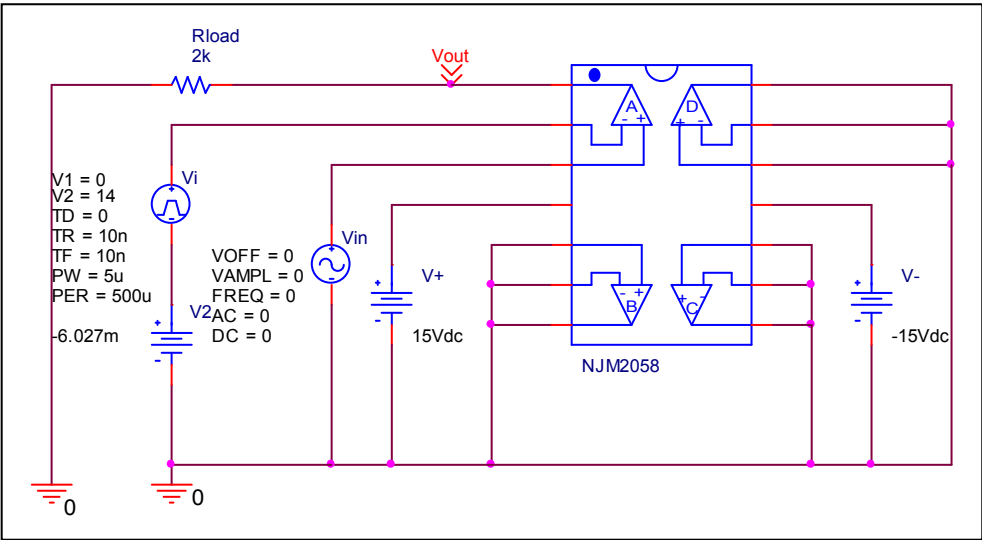 Rload
2k
Vout
A
D
- +
+ -
V1 = 0
V2 = 14
TD = 0
TR = 10n
TF = 10n
PW = 5u
PER = 500u
Vi
+
-
-6.027m
V2
+
-
VOFF = 0
VAMPL = 0
FREQ = 0
AC = 0
DC = 0
Vin
+
-
V+
+
-
15Vdc
- +
B
+ -
C
NJM2058
V-
+
-
-15Vdc
0
0